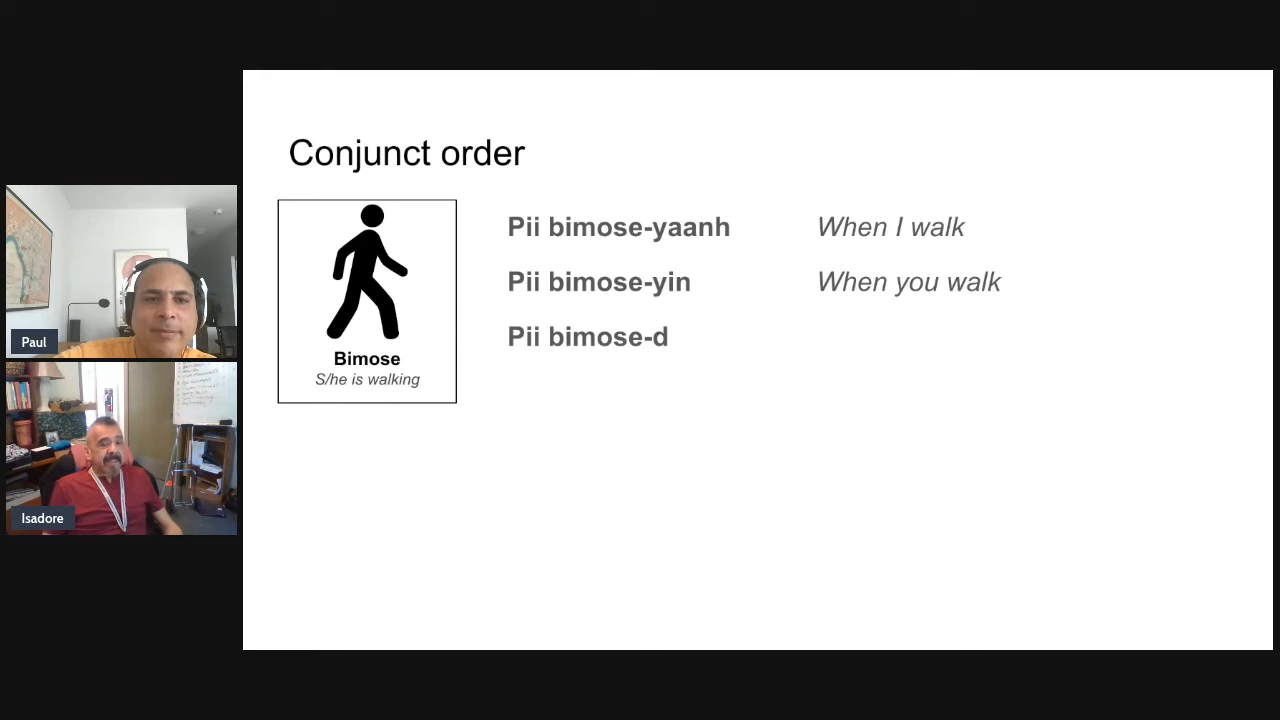 Conjunct order
Bimose
S/he is walking
Pii bimose-yaanh When I walk
Pii bimose-yin When you walk
Pii bimose-d
Paul
Isadore